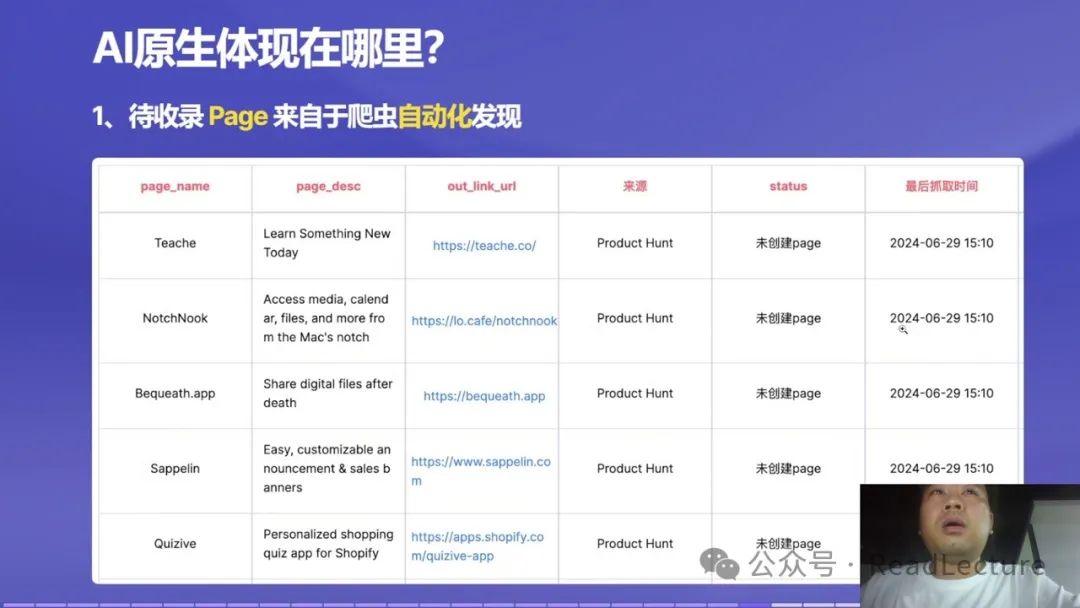 AI原生体现在哪里？
1、待收录 Page 来自于爬虫自动化发现
page_name page_desc out_link_url 来源 status 最后抓取时间
Teache
Learn Something New
Today
https://teache.co/
Product Hunt
未创建page
2024-06-29 15:10
NotchNook
Access media, calend
ar, files, and more fro
m the Mac's notch
https://lo.cafe/notchnook
Product Hunt
未创建page
2024-06-29 15:10
Bequeath.app
Share digital files after
death
https://bequeath.app
Product Hunt
未创建page
2024-06-29 15:10
Sappelin
Easy, customizable an
nouncement & sales b
anners
https://www.sappelin.co
m
Product Hunt
未创建page
2024-06-29 15:10
Quizive
Personalized shopping
quiz app for Shopify
https://apps.shopify.co
m/quizive-app
Product Hunt
未创建page
公众号 · ReadLecture